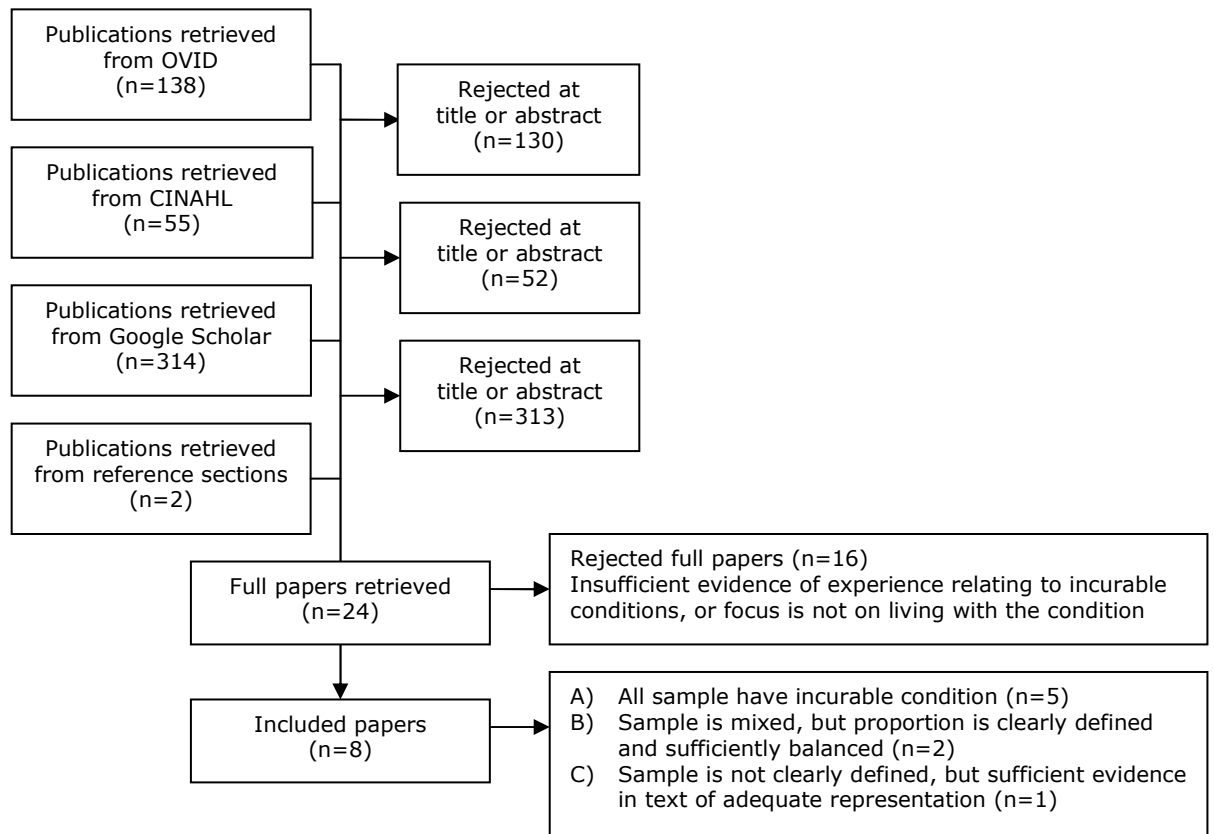 Publications retrieved
from OVID
(n=138)
Rejected at
title or abstract
(n=130)
Publications retrieved
from CINAHL
(n=55)
Rejected at
title or abstract
(n=52)
Publications retrieved
from Google Scholar
(n=314)
Rejected at
title or abstract
(n=313)
Publications retrieved
from reference sections
(n=2)
Full papers retrieved
(n=24)
Rejected full papers (n=16)
Insufficient evidence of experience relating to incurable
conditions, or focus is not on living with the condition
Included papers
(n=8)
A) All sample have incurable condition (n=5)
B) Sample is mixed, but proportion is clearly defined
and sufficiently balanced (n=2)
C) Sample is not clearly defined, but sufficient evidence
in text of adequate representation (n=1)